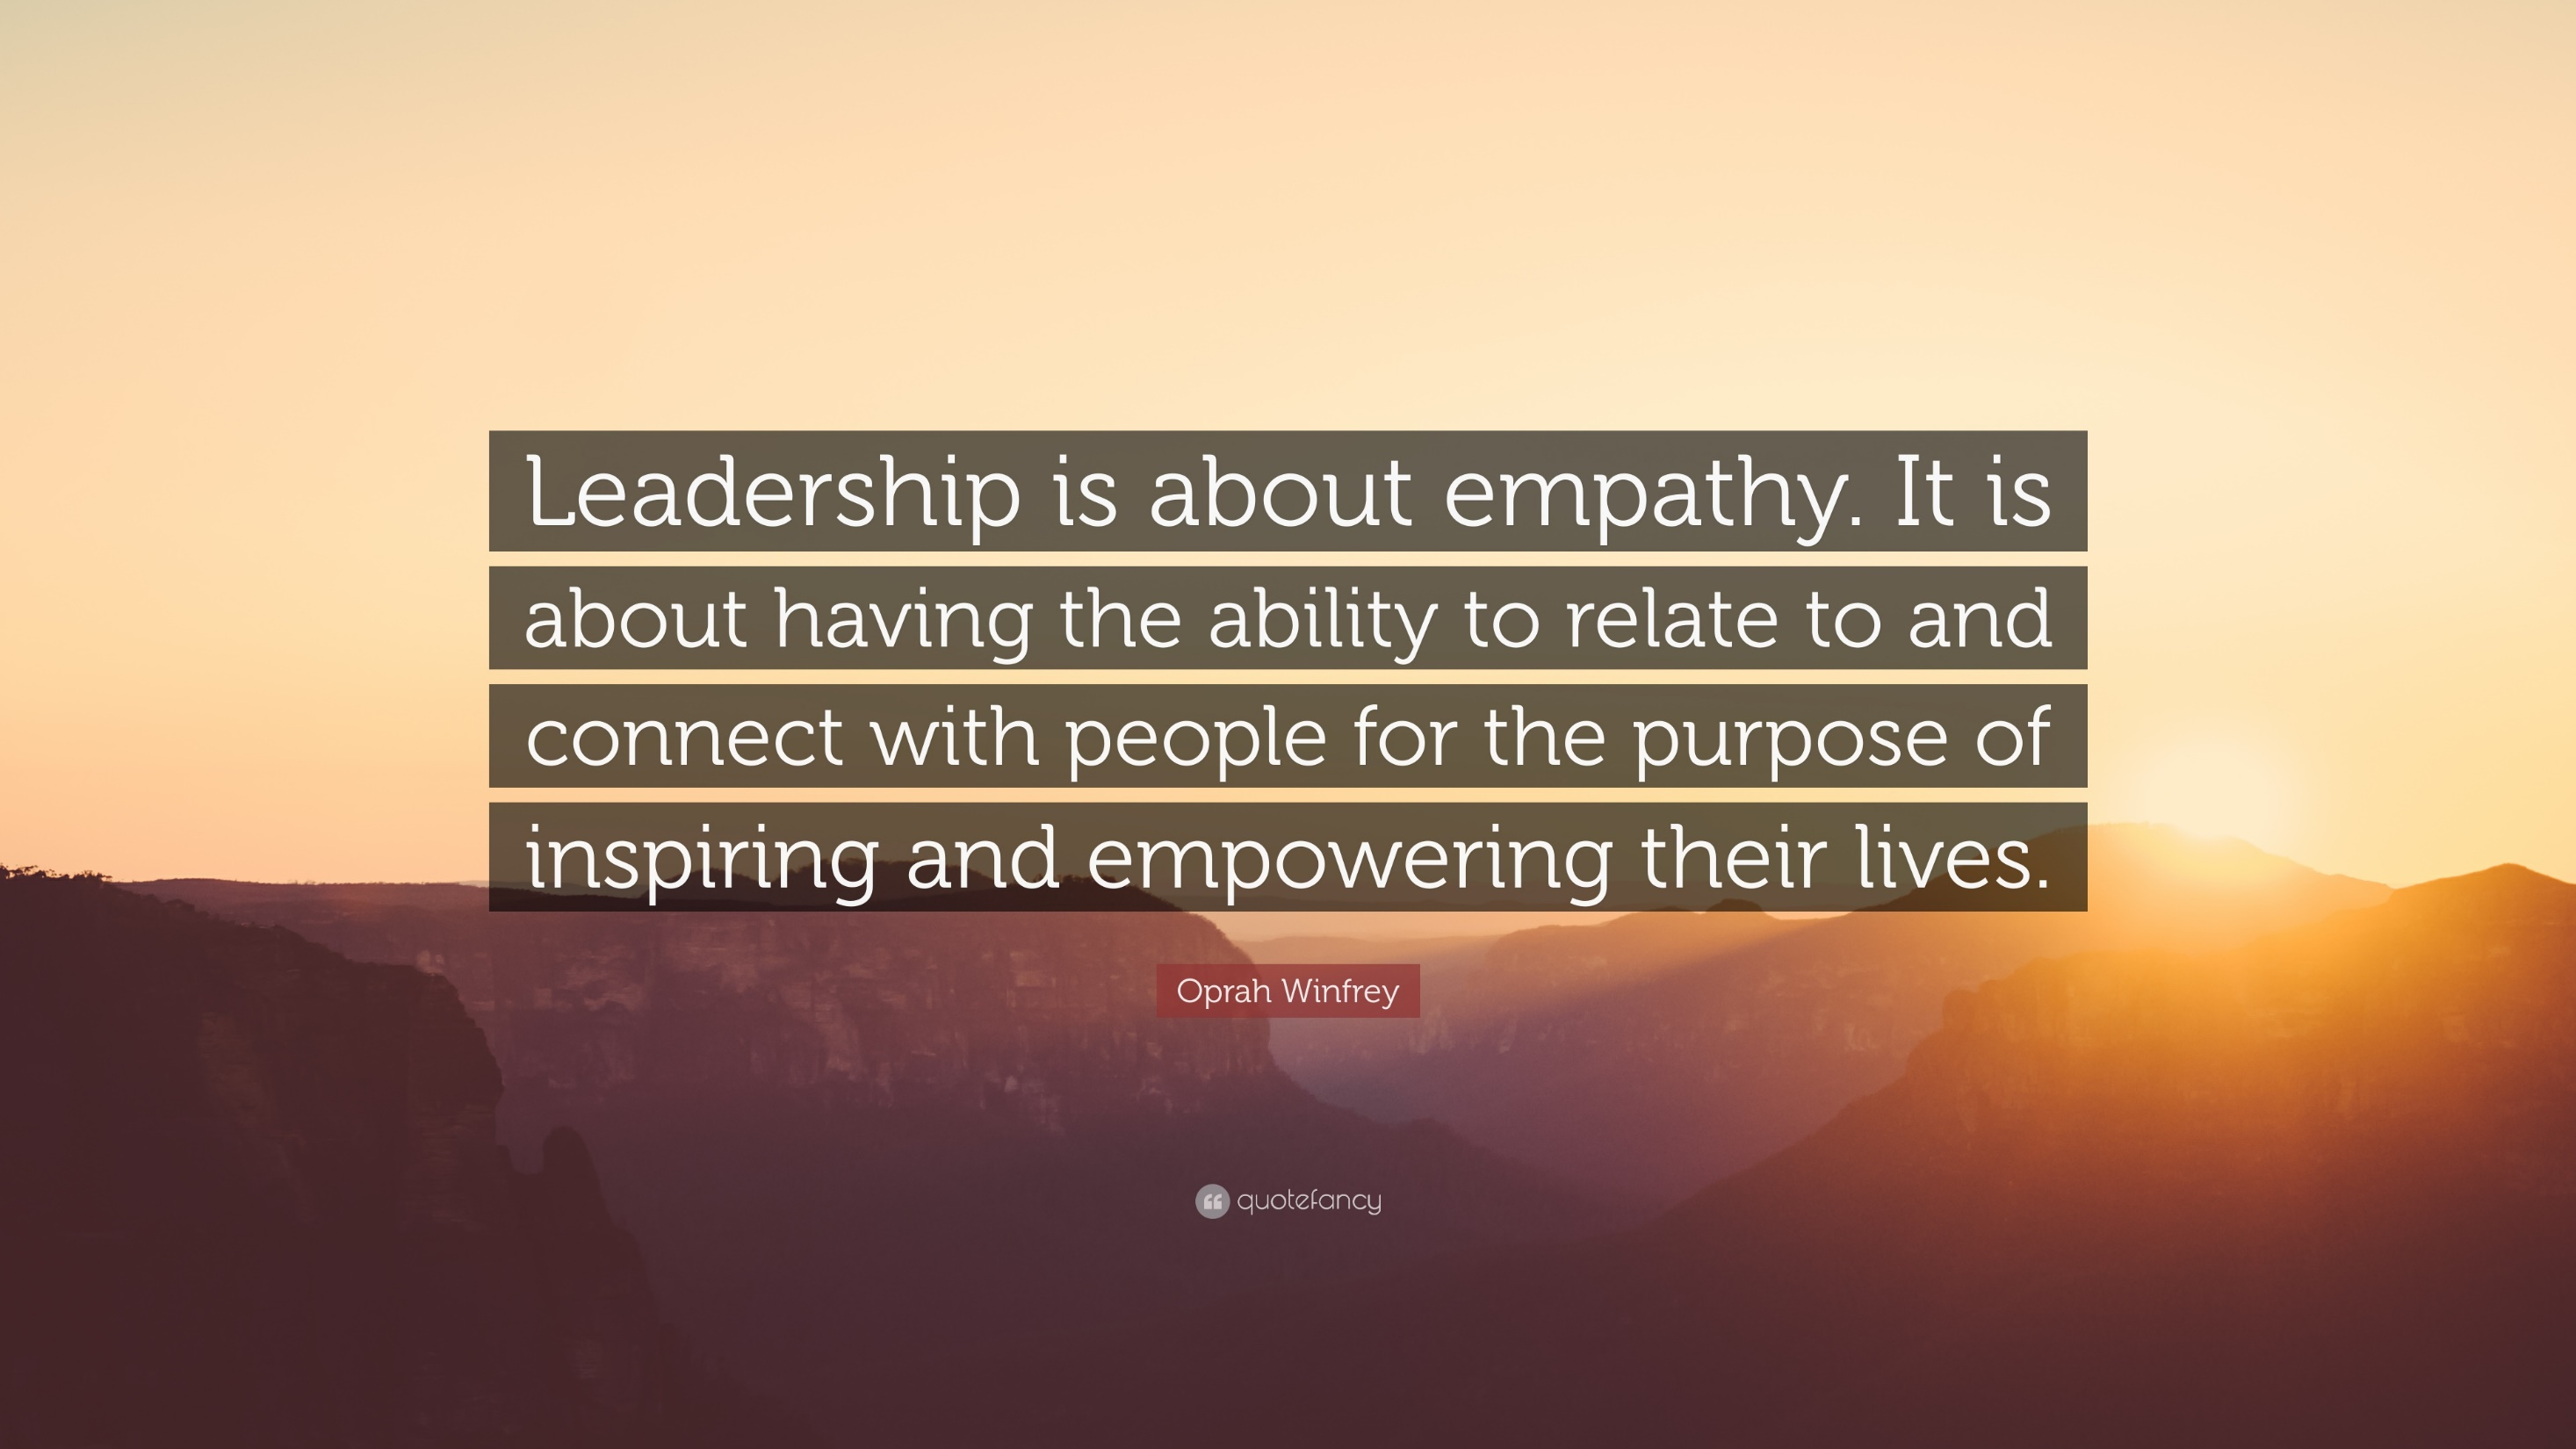 Leadership is about empathy. It is
about having the ability to relate to and
connect with people for the purpose of
inspiring and empowering their lives.
Oprah Winfrey
quotefancy